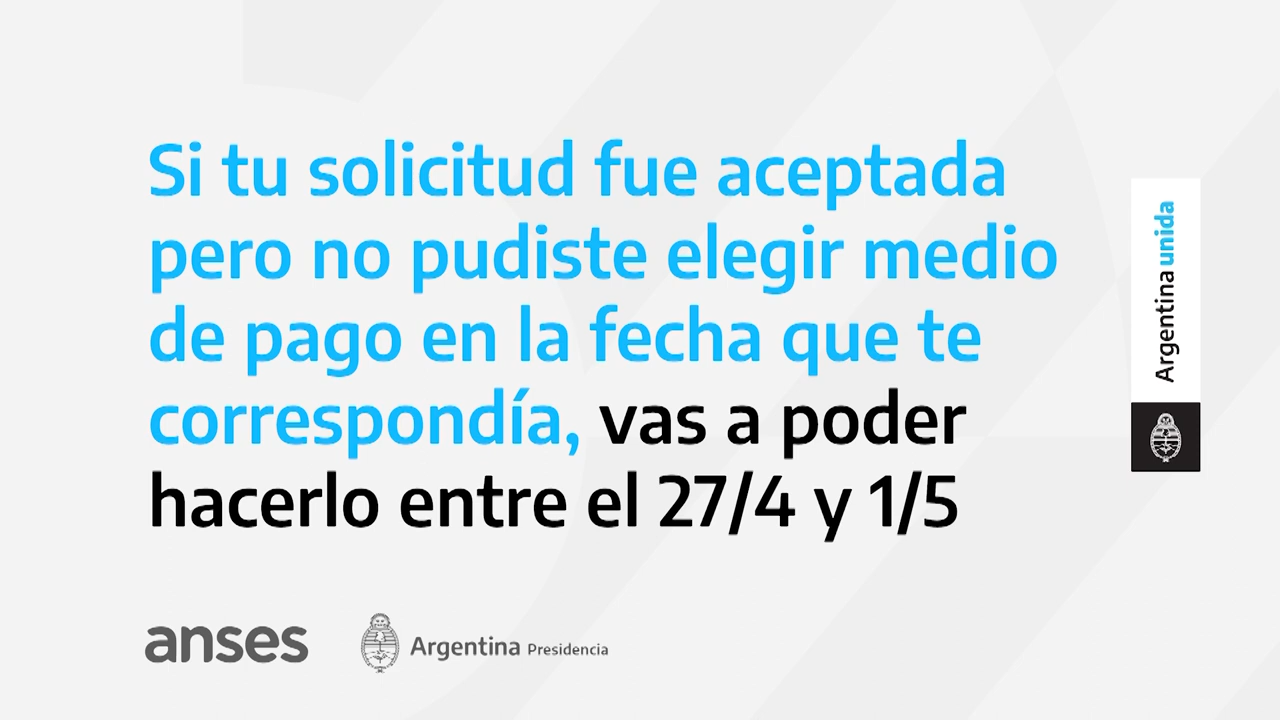 Si tu solicitud fue aceptada
pero no pudiste elegir medio
de pago en la fecha que te
correspondía, vas a poder
hacerlo entre el 27/4 y 1/5
Argentina unida
anses
Argentina Presidencia